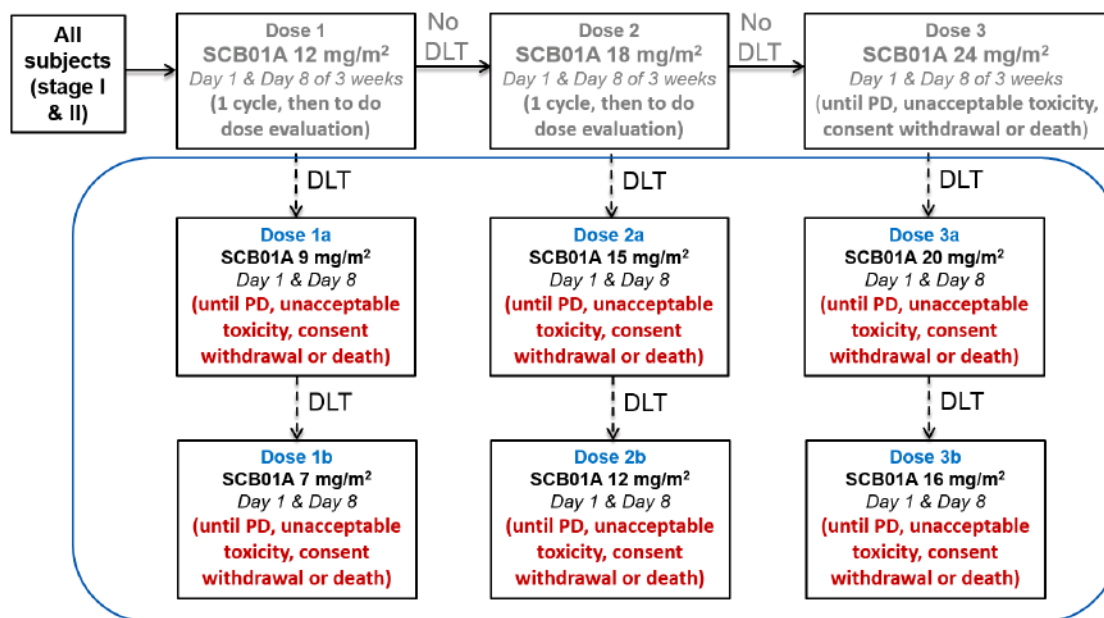 All
subjects
(stage I
& II)
Dose 1
SCB01A 12 mg/m²
Day 1 & Day 8 of 3 weeks
(1 cycle, then to do
dose evaluation)
No
DLT
Dose 2
SCB01A 18 mg/m²
Day 1 & Day 8 of 3 weeks
(1 cycle, then to do
dose evaluation)
No
DLT
Dose 3
SCB01A 24 mg/m²
Day 1 & Day 8 of 3 weeks
(until PD, unacceptable toxicity,
consent withdrawal or death)
DLT
DLT
DLT
Dose 1a
SCB01A 9 mg/m²
Day 1 & Day 8
(until PD, unacceptable
toxicity, consent
withdrawal or death)
Dose 2a
SCB01A 15 mg/m²
Day 1 & Day 8
(until PD, unacceptable
toxicity, consent
withdrawal or death)
Dose 3a
SCB01A 20 mg/m²
Day 1 & Day 8
(until PD, unacceptable
toxicity, consent
withdrawal or death)
DLT
DLT
DLT
Dose 1b
SCB01A 7 mg/m²
Day 1 & Day 8
(until PD, unacceptable
toxicity, consent
withdrawal or death)
Dose 2b
SCB01A 12 mg/m²
Day 1 & Day 8
(until PD, unacceptable
toxicity, consent
withdrawal or death)
Dose 3b
SCB01A 16 mg/m²
Day 1 & Day 8
(until PD, unacceptable
toxicity, consent
withdrawal or death)